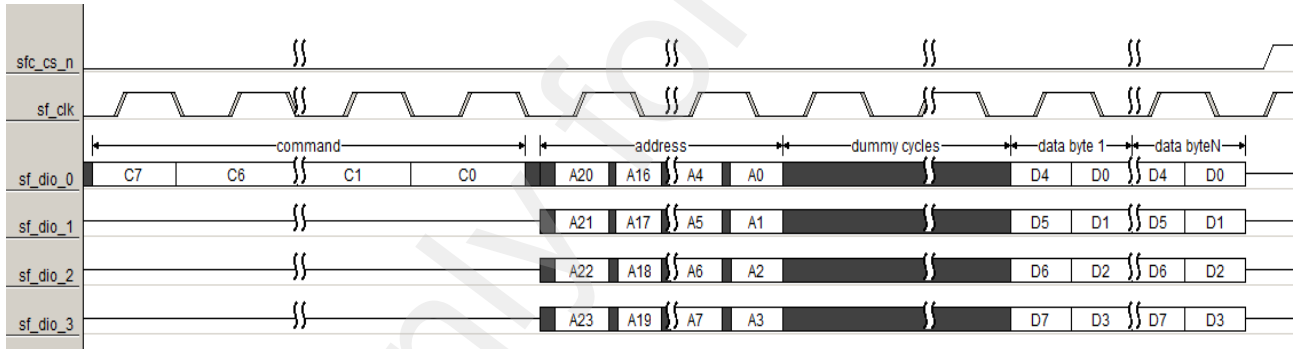 sfc_cs_n
sf_clk
command address dummy cycles data byte 1 data byteN
sf_dio_0 C7 C6 C1 C0 A20 A16 A4 A0 D4 D0 D4 D0
sf_dio_1 A21 A17 A5 A1 D5 D1 D5 D1
sf_dio_2 A22 A18 A6 A2 D6 D2 D6 D2
sf_dio_3 A23 A19 A7 A3 D7 D3 D7 D3